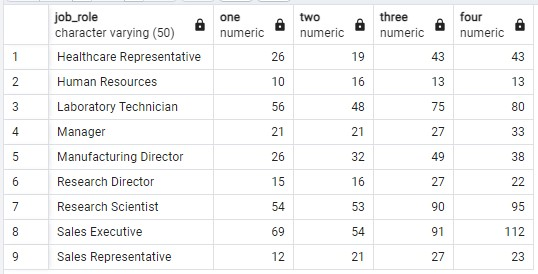 job_role one two three four
character varying (50) numeric numeric numeric numeric
1 Healthcare Representative 26 19 43 43
2 Human Resources 10 16 13 13
3 Laboratory Technician 56 48 75 80
4 Manager 21 21 27 33
5 Manufacturing Director 26 32 49 38
6 Research Director 15 16 27 22
7 Research Scientist 54 53 90 95
8 Sales Executive 69 54 91 112
9 Sales Representative 12 21 27 23